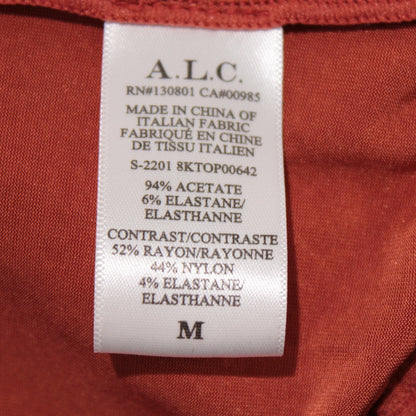 A.L.C.
RN#130801 CA#00985
MADE IN CHINA OF
ITALIAN FABRIC
FABRIQUÉ EN CHINE
DE TISSU ITALIEN
S-2201 8KTOP00642
94% ACETATE
6% ELASTANE/
ELASTHANNE
CONTRAST/CONTRASTE
52% RAYON/RAYONNE
44% NYLON
4% ELASTANE/
ELASTHANNE
M